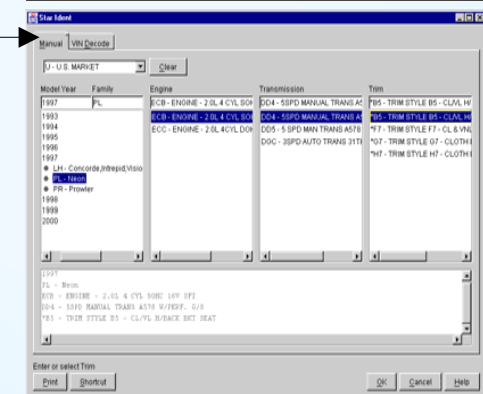 Star Ident
Manual VIN Decode
U - U.S. MARKET Clear
Model Year Family Engine Transmission Trim
1997 PL ECB - ENGINE - 2.0L 4 CYL SOH DD4 - 5SPD MANUAL TRANS A5 *B5 - TRIM STYLE B5 - CL/VL H/
1993 ECB - ENGINE - 2.0L 4 CYL SOH DD4 - 5SPD MANUAL TRANS A5 *B5 - TRIM STYLE B5 - CL/VL H/
1994 ECC - ENGINE - 2.0L 4CYL DOH DD5 - 5 SPD MAN TRANS A578 *F7 - TRIM STYLE F7 - CL & VNL
1995 DGC - 3SPD AUTO TRANS 31TH *G7 - TRIM STYLE G7 - CLOTH
1996 *H7 - TRIM STYLE H7 - CLOTH
1997
LH - Concorde,Intrepid,Visio
PL - Neon
PR - Prowler
1998
1999
2000
1997
PL - Neon
ECB - ENGINE - 2.0L 4 CYL SOHC 16V SFI
DD4 - 5SPD MANUAL TRANS A578 W/PERF. O/8
*B5 - TRIM STYLE B5 - CL/VL H/BACK BKT SEAT
Enter or select Trim
Print Shortcut OK Cancel Help